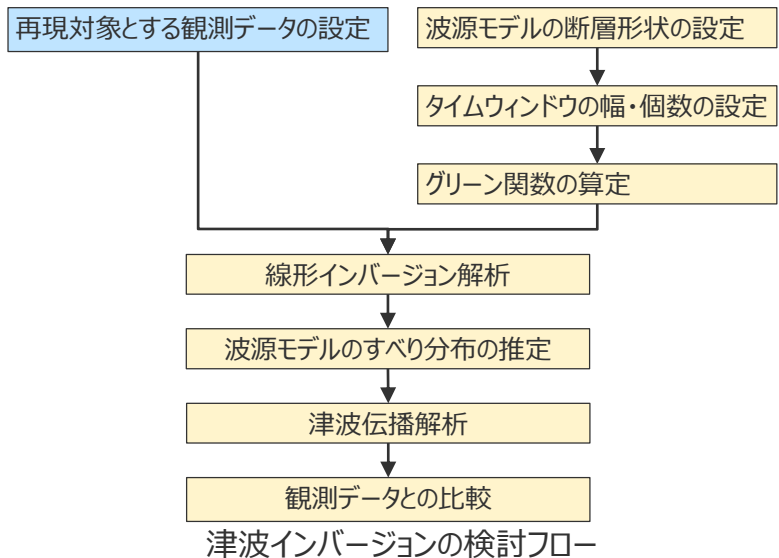 再現対象とする観測データの設定
波源モデルの断層形状の設定
タイムウィンドウの幅・個数の設定
グリーン関数の算定
線形インバージョン解析
波源モデルのすべり分布の推定
津波伝播解析
観測データとの比較
津波インバージョンの検討フロー